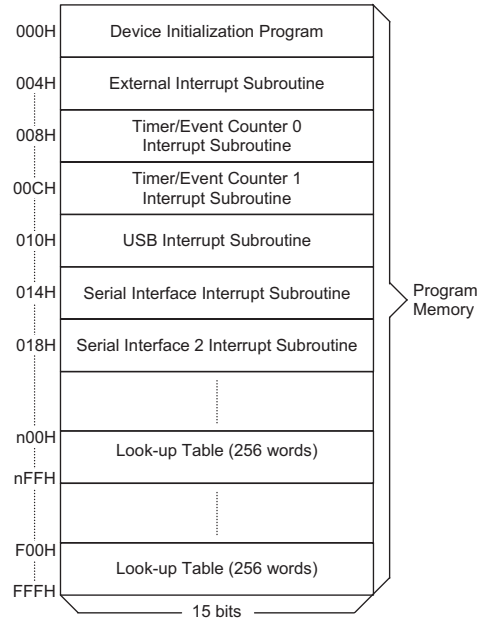 000H
Device Initialization Program
004H
External Interrupt Subroutine
008H
Timer/Event Counter 0
Interrupt Subroutine
00CH
Timer/Event Counter 1
Interrupt Subroutine
010H
USB Interrupt Subroutine
014H
Serial Interface Interrupt Subroutine
018H
Serial Interface 2 Interrupt Subroutine
Program
Memory
n00H
Look-up Table (256 words)
nFFH
F00H
Look-up Table (256 words)
FFFH
15 bits